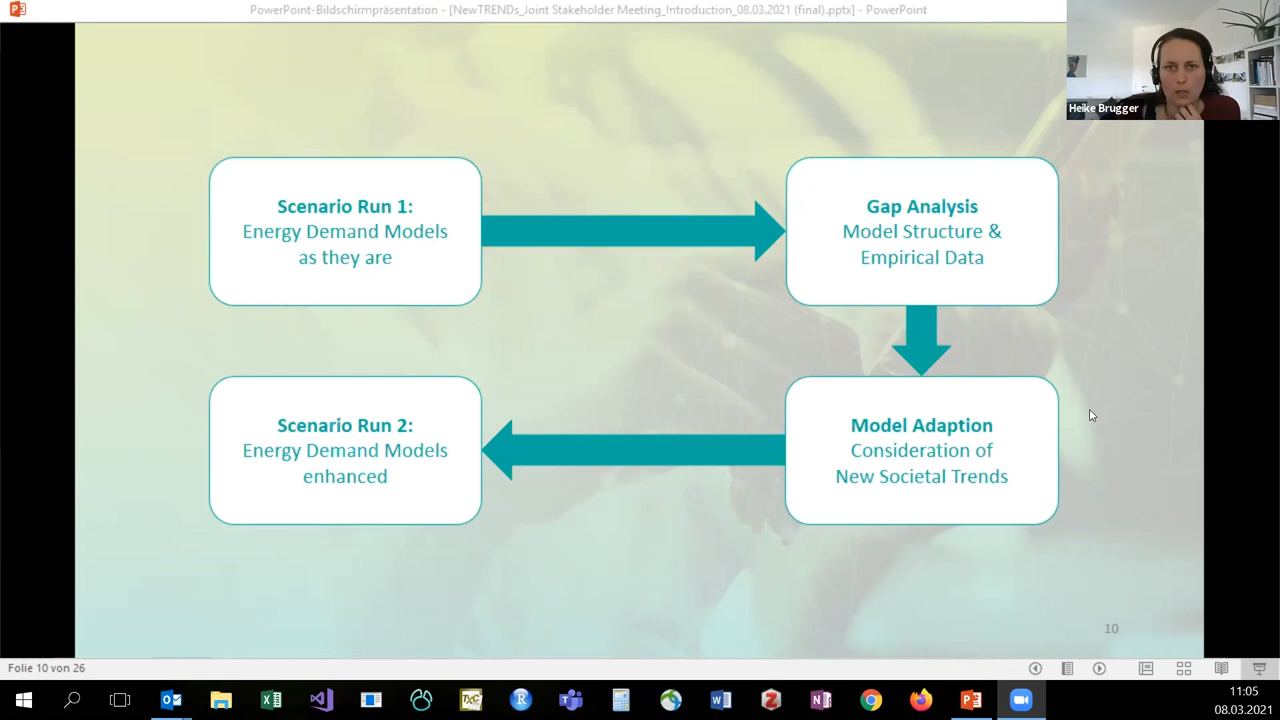 PowerPoint-Bildschirmpräsentation - [NewTRENDs_Joint Stakeholder Meeting_Introduction_08.03.2021 (final).pptx] - PowerPoint
Heike Brugger
Scenario Run 1:
Energy Demand Models
as they are
Gap Analysis
Model Structure &
Empirical Data
Scenario Run 2:
Energy Demand Models
enhanced
Model Adaption
Consideration of
New Societal Trends
10
Folie 10 von 26
11:05
08.03.2021